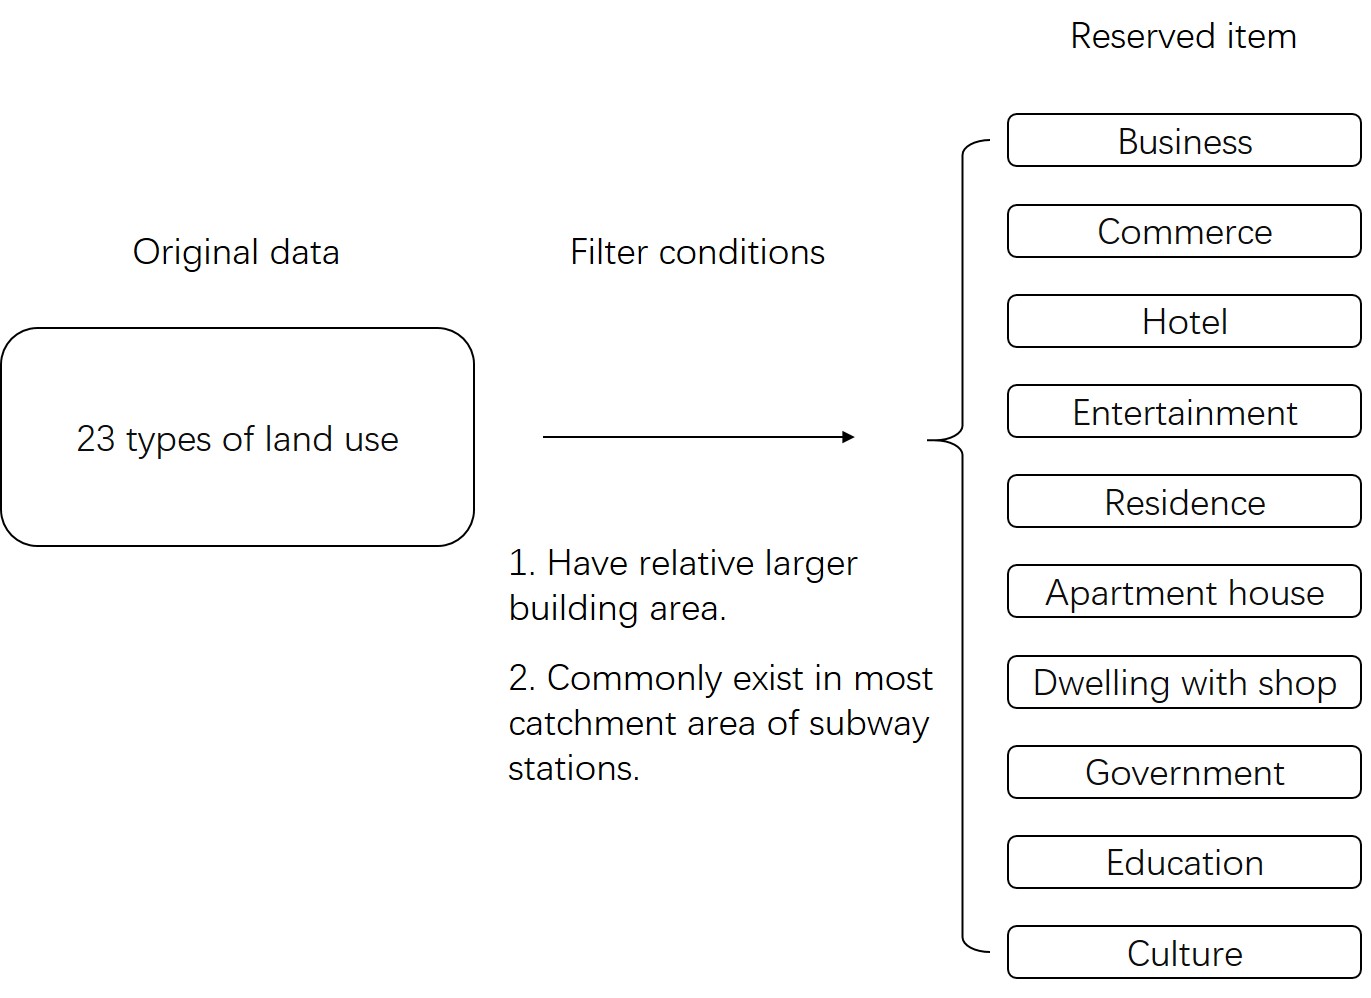 Original data
23 types of land use
Filter conditions
1. Have relative larger
building area.
2. Commonly exist in most
catchment area of subway
stations.
Reserved item
Business
Commerce
Hotel
Entertainment
Residence
Apartment house
Dwelling with shop
Government
Education
Culture